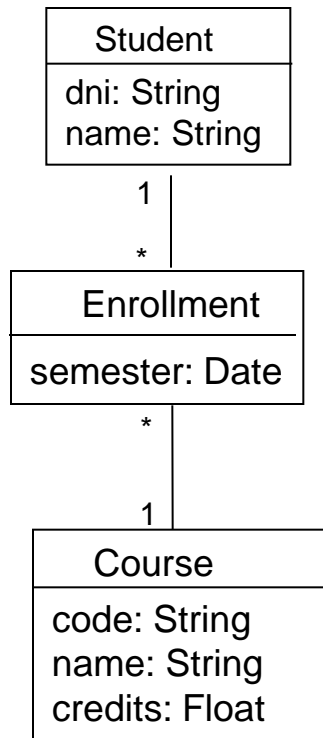 Student
dni: String
name: String
1
*
Enrollment
semester: Date
*
1
Course
code: String
name: String
credits: Float